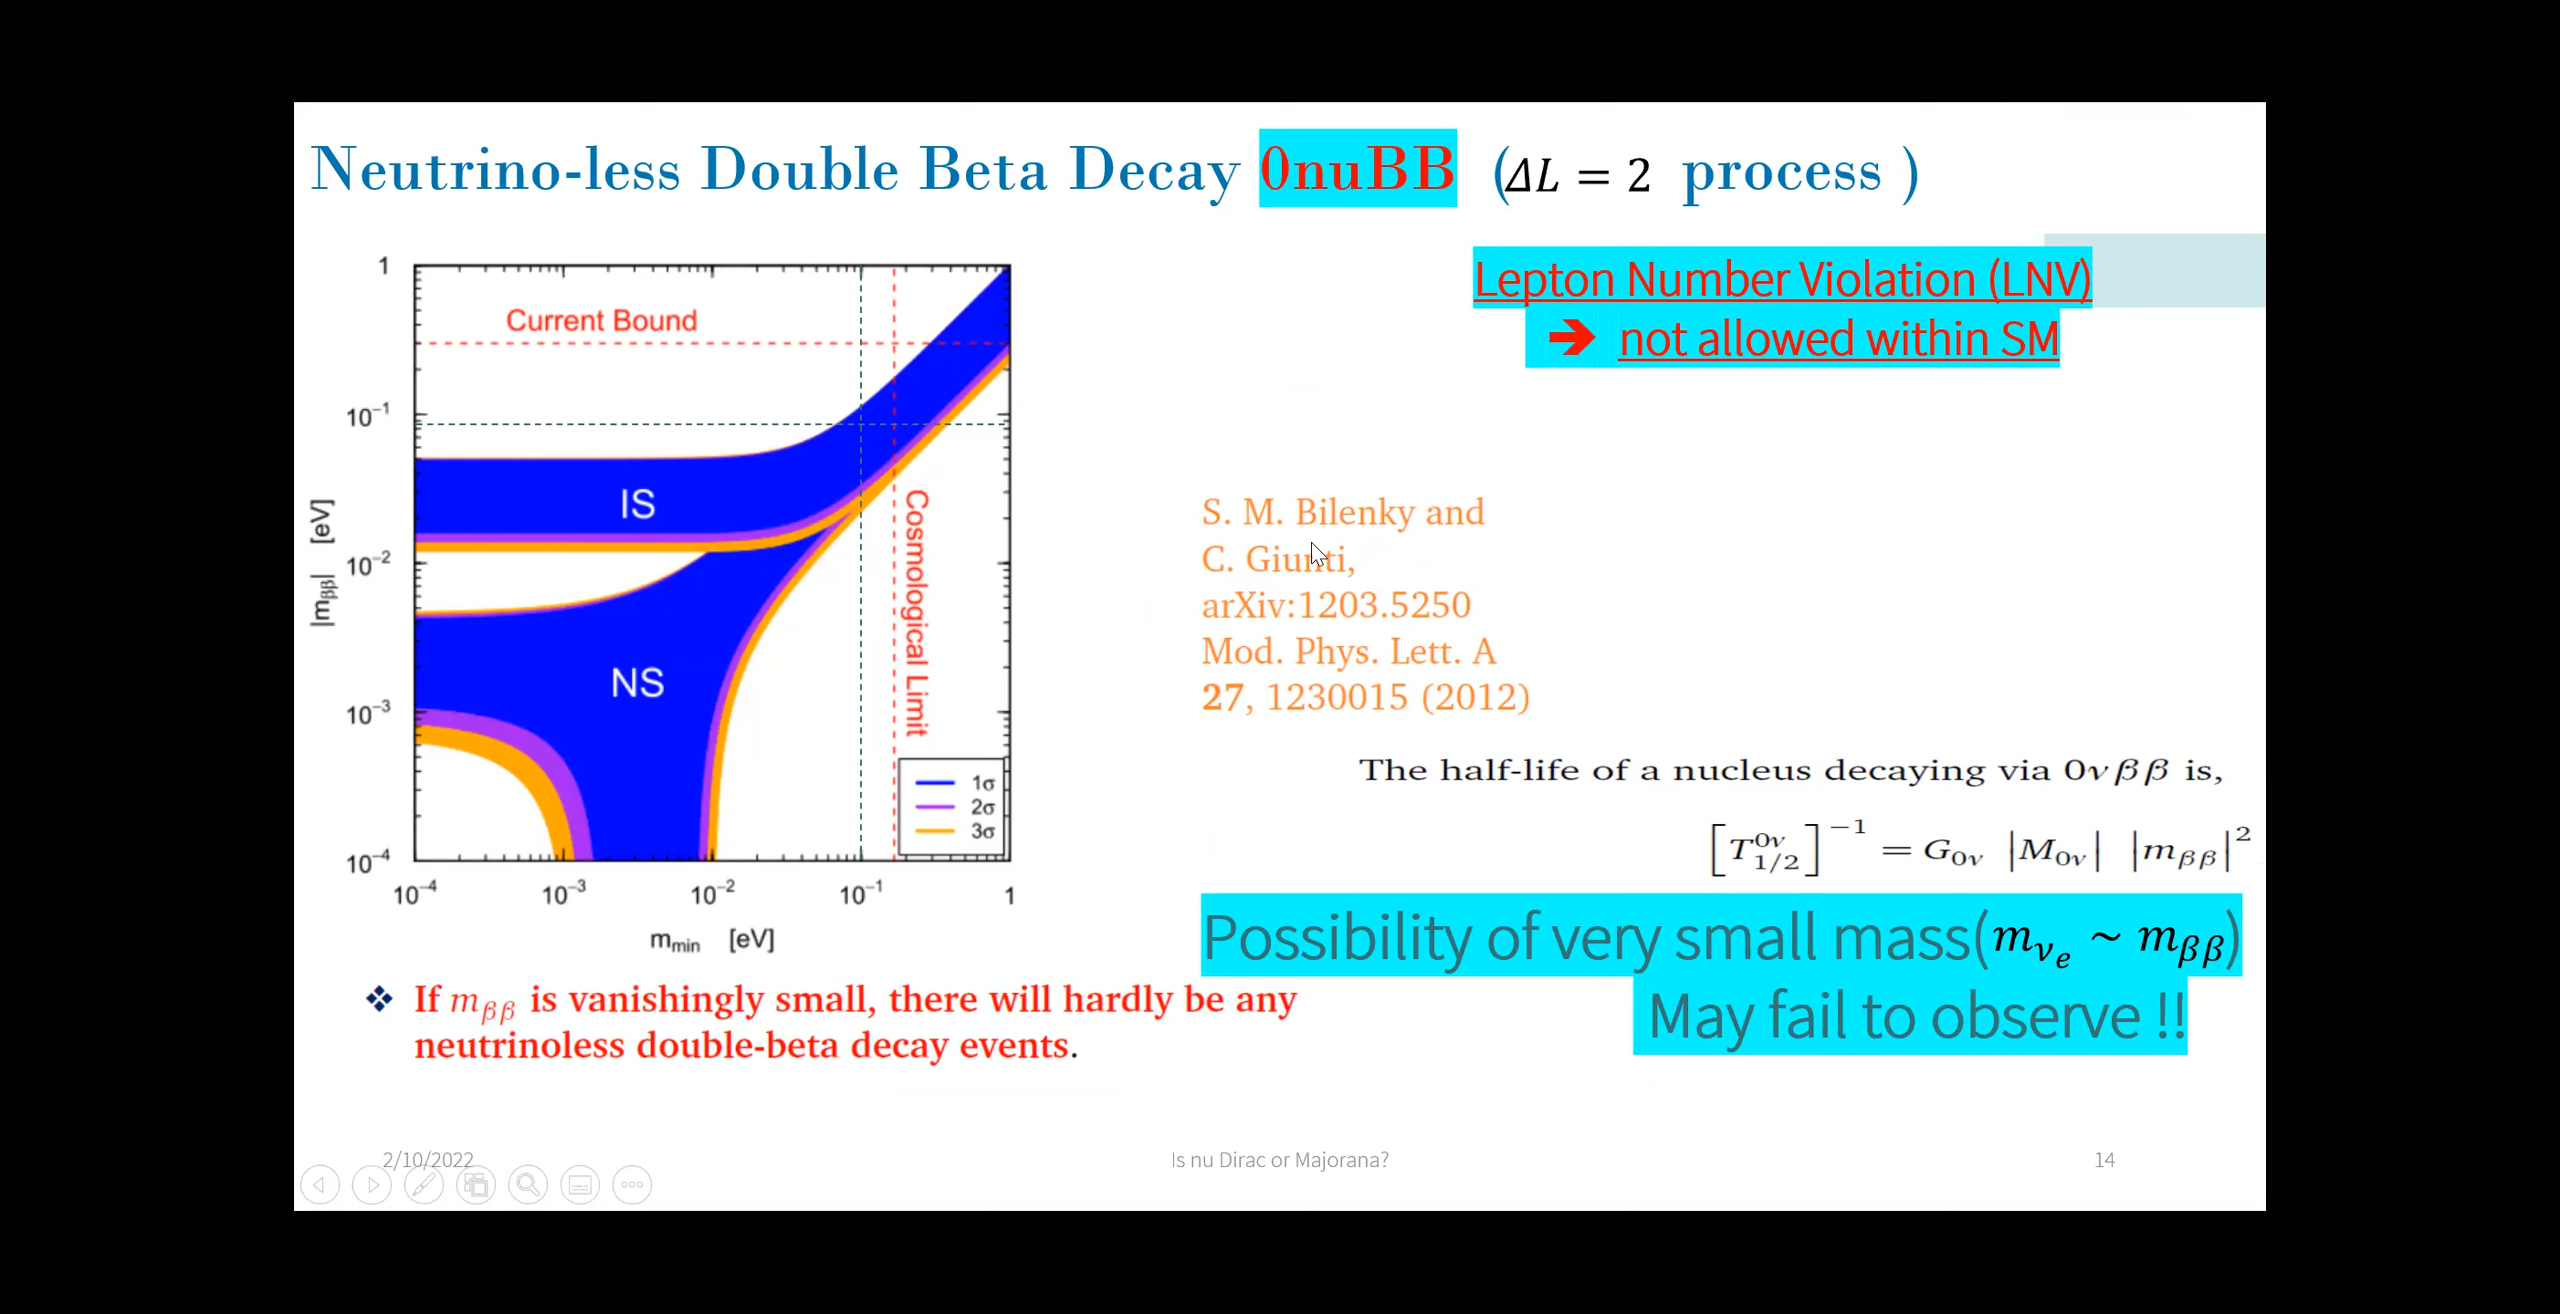 Neutrino-less Double Beta Decay 0nuBB (ΔL = 2 process )
Lepton Number Violation (LNV)
➔ not allowed within SM
1
10⁻¹
10⁻²
10⁻³
10⁻⁴
|mββ| [eV]
Current Bound
IS
NS
Cosmological Limit
1σ
2σ
3σ
10⁻⁴ 10⁻³ 10⁻² 10⁻¹ 1
mmin [eV]
S. M. Bilenky and
C. Giunti,
arXiv:1203.5250
Mod. Phys. Lett. A
27, 1230015 (2012)
The half-life of a nucleus decaying via 0νββ is,
[T^{0ν}_{1/2}]⁻¹ = G₀ν |M₀ν| |mββ|²
Possibility of very small mass(m_{ν_e} ~ mββ)
May fail to observe !!
❖ If mββ is vanishingly small, there will hardly be any
neutrinoless double-beta decay events.
2/10/2022
Is nu Dirac or Majorana?
14